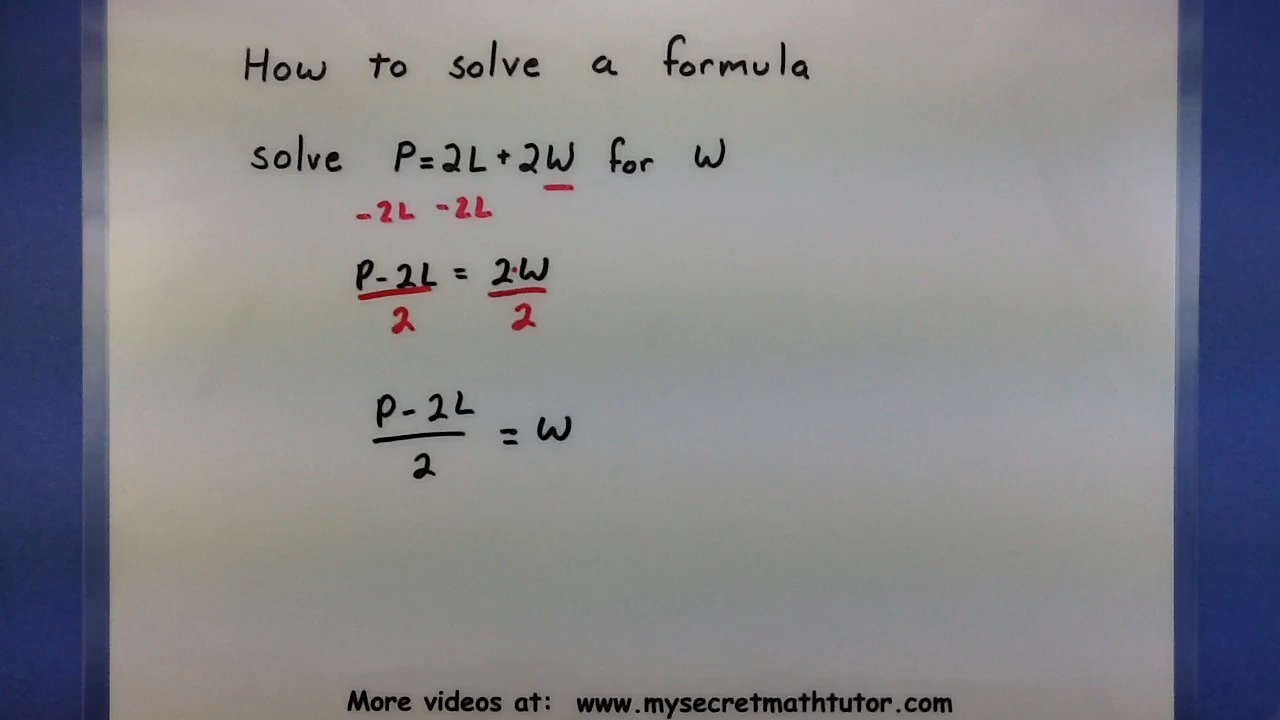 How to solve a formula
solve P=2L+2W for W
-2L -2L
P-2L = 2·W
2 2
P-2L
= W
2
More videos at: www.mysecretmathtutor.com